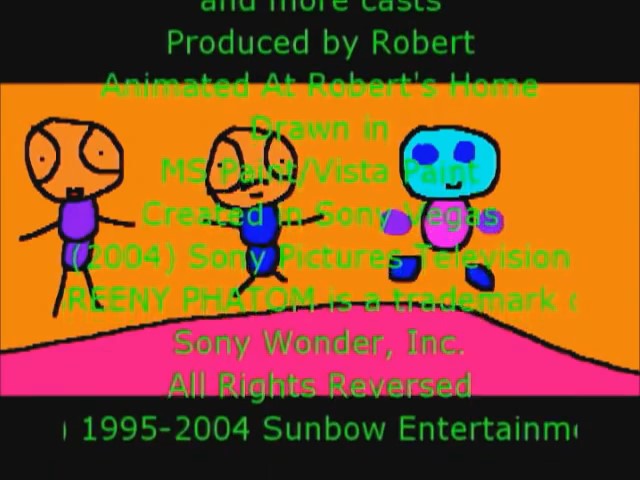 and more casts
Produced by Robert
Animated At Robert's Home
Drawn in
MS Paint/Vista Paint
Created in Sony Vegas
(2004) Sony Pictures Television
REENY PHATOM is a trademark
Sony Wonder, Inc.
All Rights Reversed
1995-2004 Sunbow Entertainme